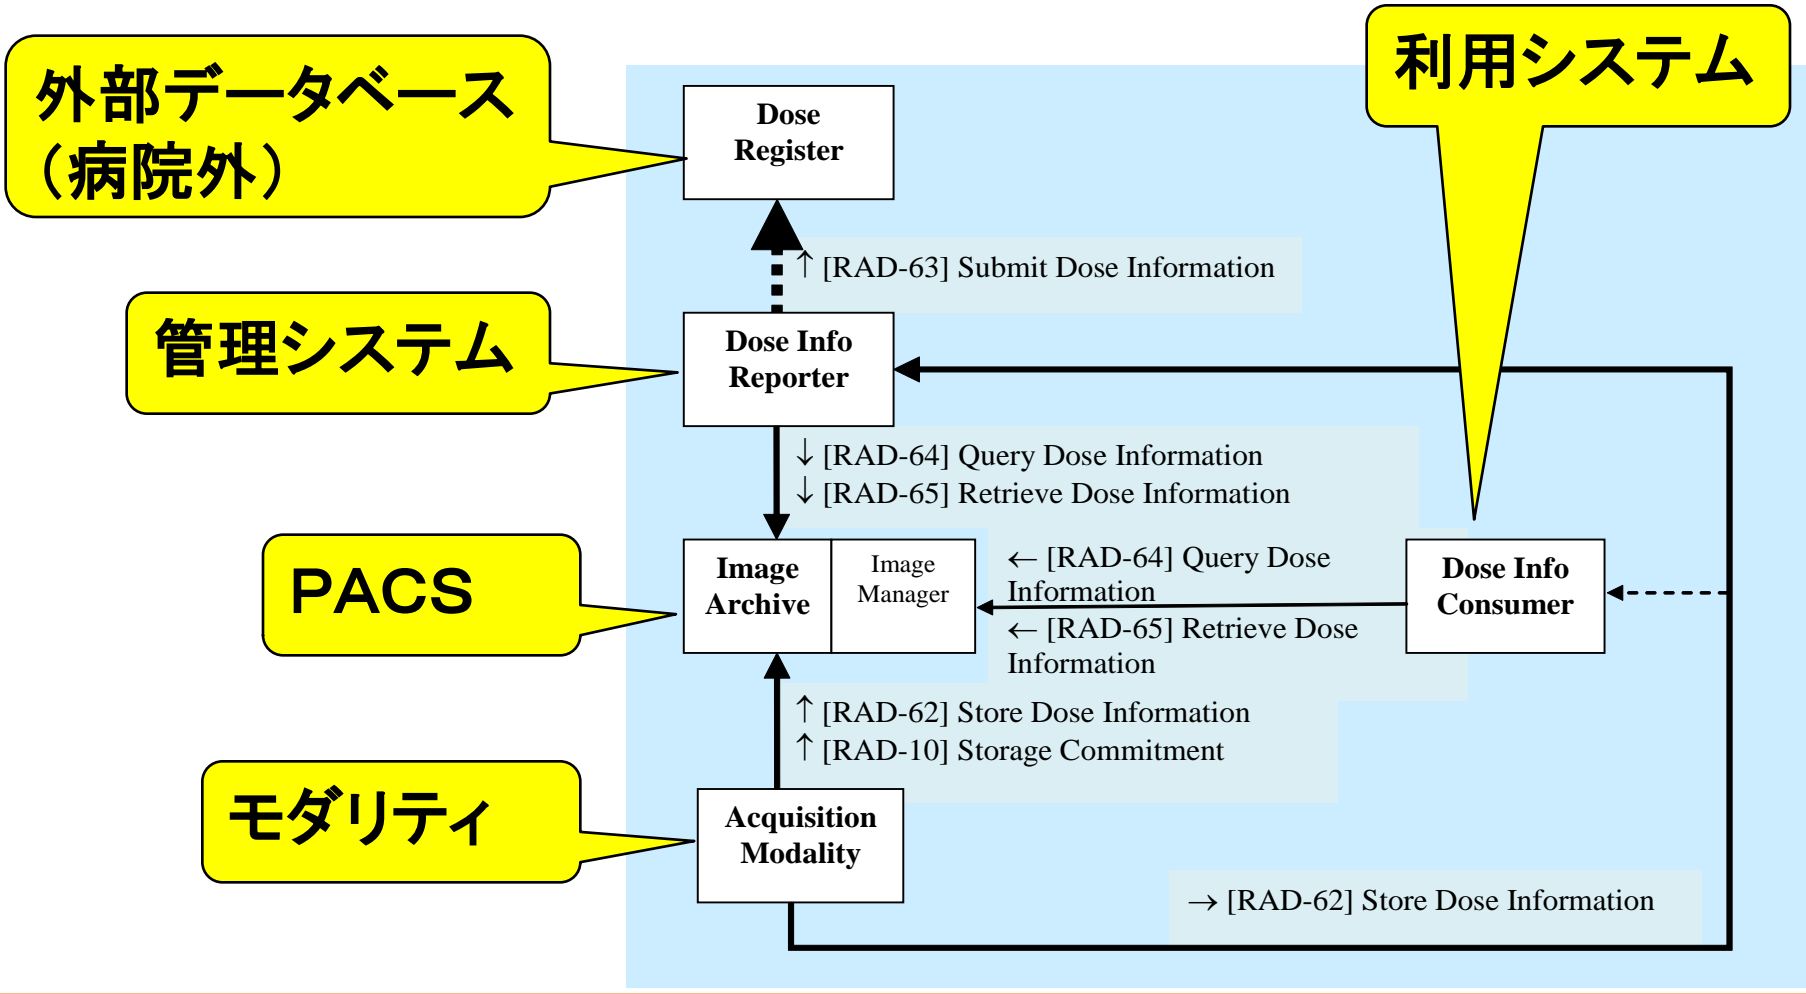 利用システム
外部データベース
（病院外）
Dose
Register
↑ [RAD-63] Submit Dose Information
管理システム
Dose Info
Reporter
↓ [RAD-64] Query Dose Information
↓ [RAD-65] Retrieve Dose Information
PACS
Image
Archive
Image
Manager
← [RAD-64] Query Dose
Information
← [RAD-65] Retrieve Dose
Information
Dose Info
Consumer
↑ [RAD-62] Store Dose Information
↑ [RAD-10] Storage Commitment
モダリティ
Acquisition
Modality
→ [RAD-62] Store Dose Information